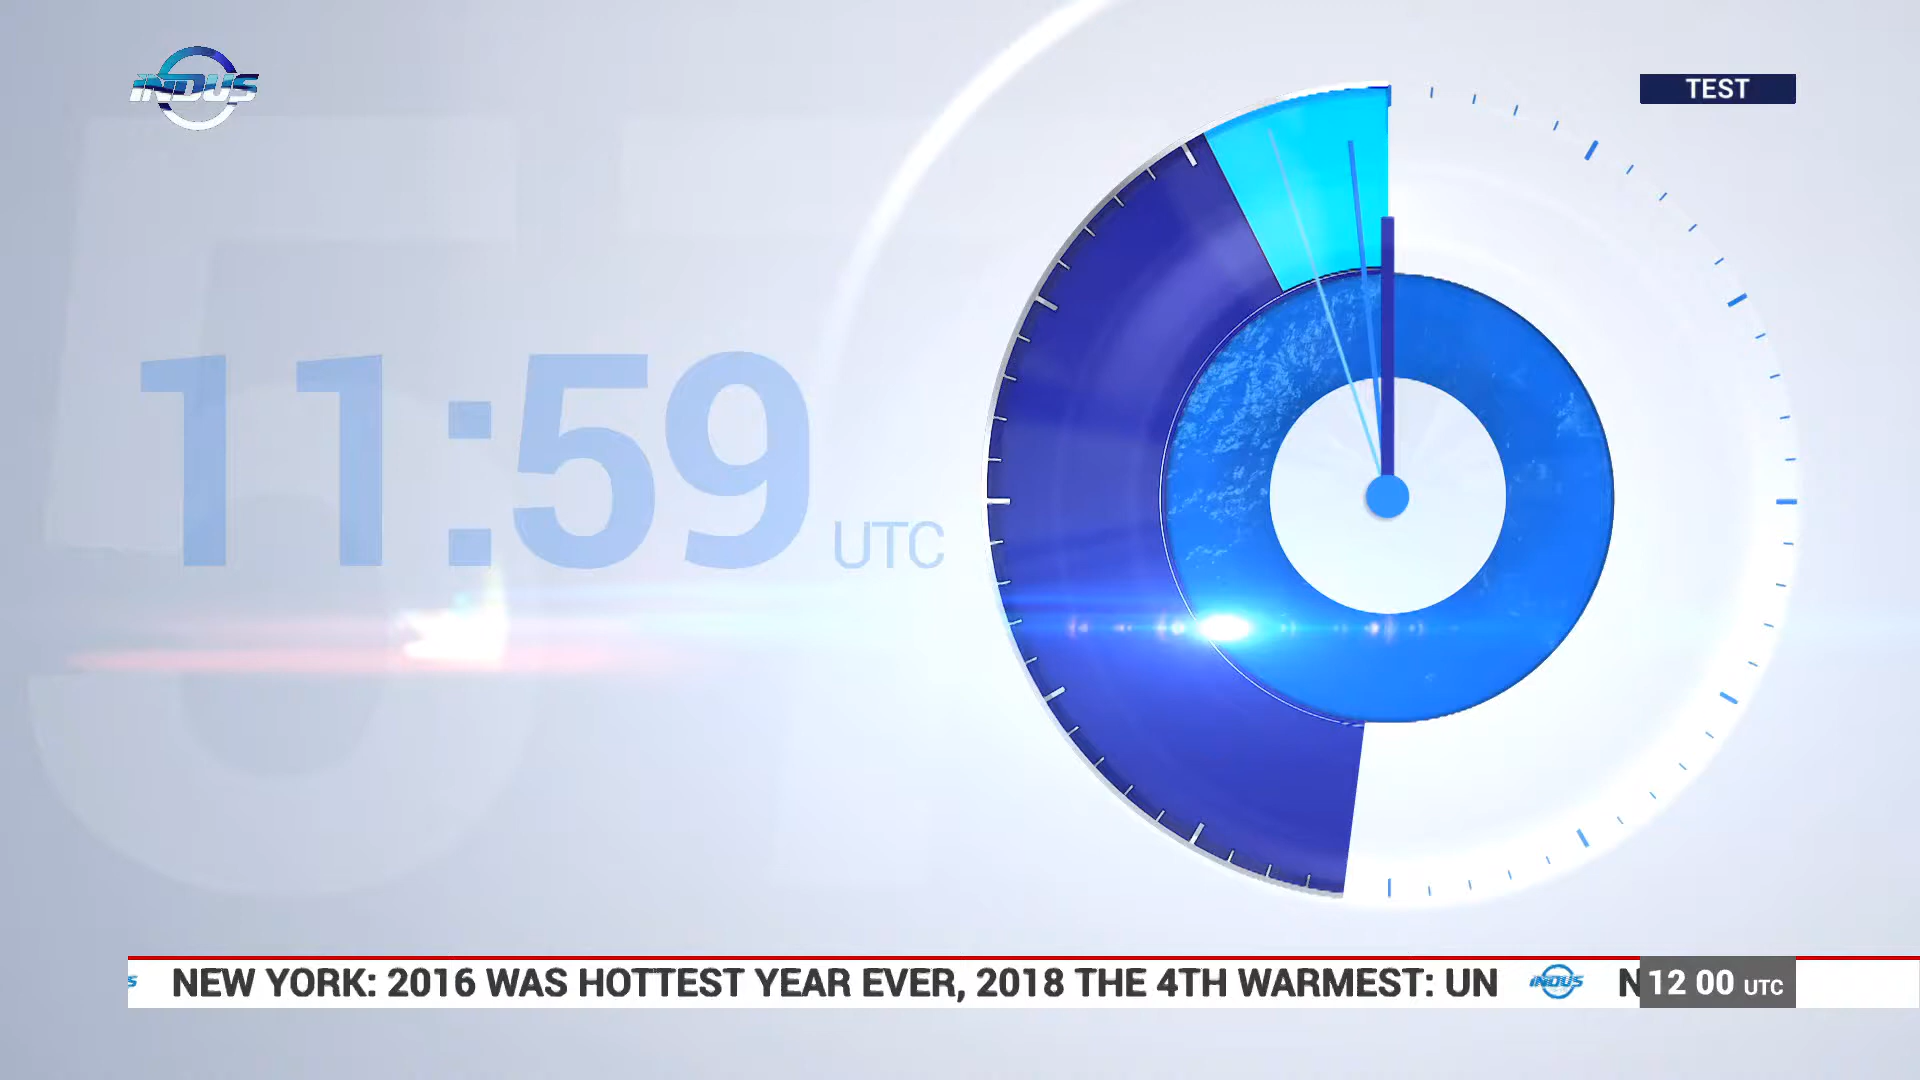 INDUS
TEST
11:59 UTC
NEW YORK: 2016 WAS HOTTEST YEAR EVER, 2018 THE 4TH WARMEST: UN INDUS N
12 00 UTC